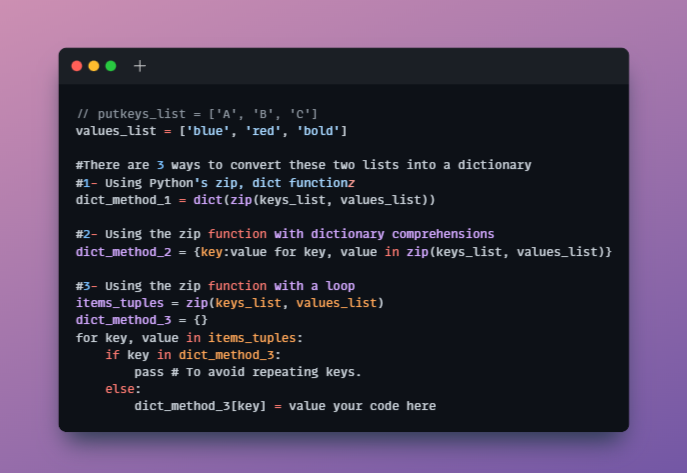 // putkeys_list = ['A', 'B', 'C']
values_list = ['blue', 'red', 'bold']
#There are 3 ways to convert these two lists into a dictionary
#1- Using Python's zip, dict functionz
dict_method_1 = dict(zip(keys_list, values_list))
#2- Using the zip function with dictionary comprehensions
dict_method_2 = {key:value for key, value in zip(keys_list, values_list)}
#3- Using the zip function with a loop
items_tuples = zip(keys_list, values_list)
dict_method_3 = {}
for key, value in items_tuples:
    if key in dict_method_3:
        pass # To avoid repeating keys.
    else:
        dict_method_3[key] = value your code here